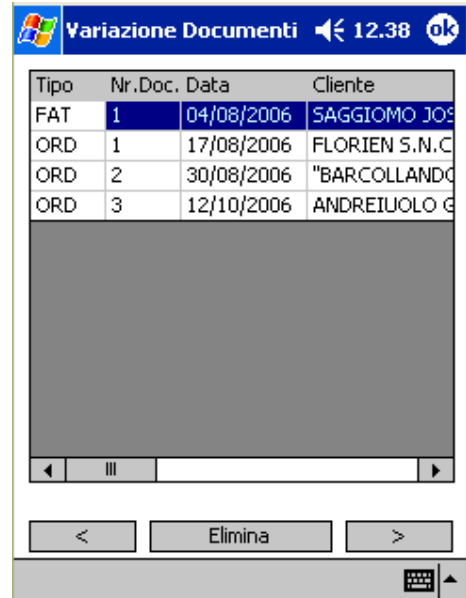 Variazione Documenti 12.38 ok
Tipo Nr.Doc. Data Cliente
FAT 1 04/08/2006 SAGGIOMO JOS
ORD 1 17/08/2006 FLORIEN S.N.C
ORD 2 30/08/2006 "BARCOLLANDO
ORD 3 12/10/2006 ANDREIUOLO G
< Elimina >